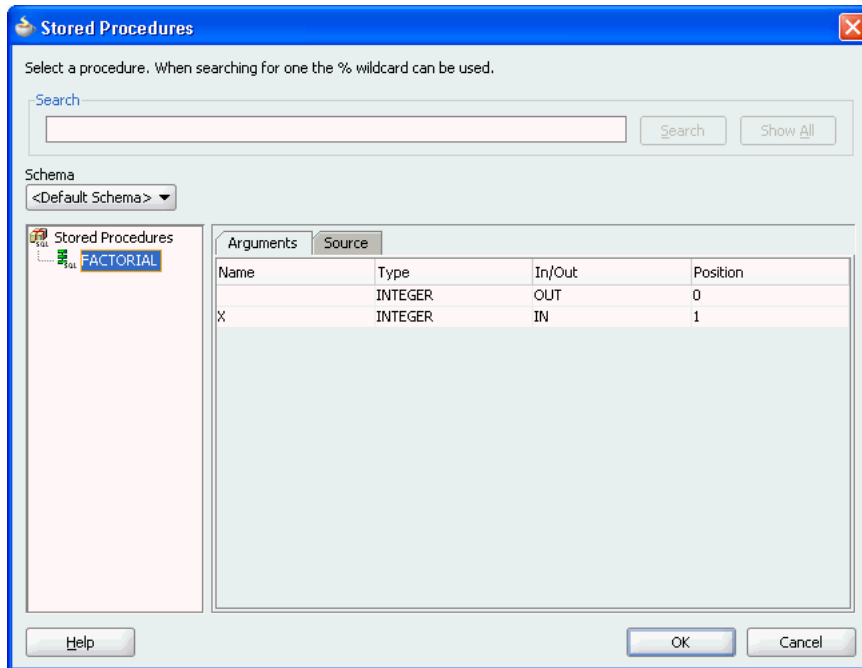 Stored Procedures
Select a procedure. When searching for one the % wildcard can be used.
Search
Search Show All
Schema
<Default Schema>
Stored Procedures
FACTORIAL
Arguments Source
Name Type In/Out Position
INTEGER OUT 0
X INTEGER IN 1
Help OK Cancel